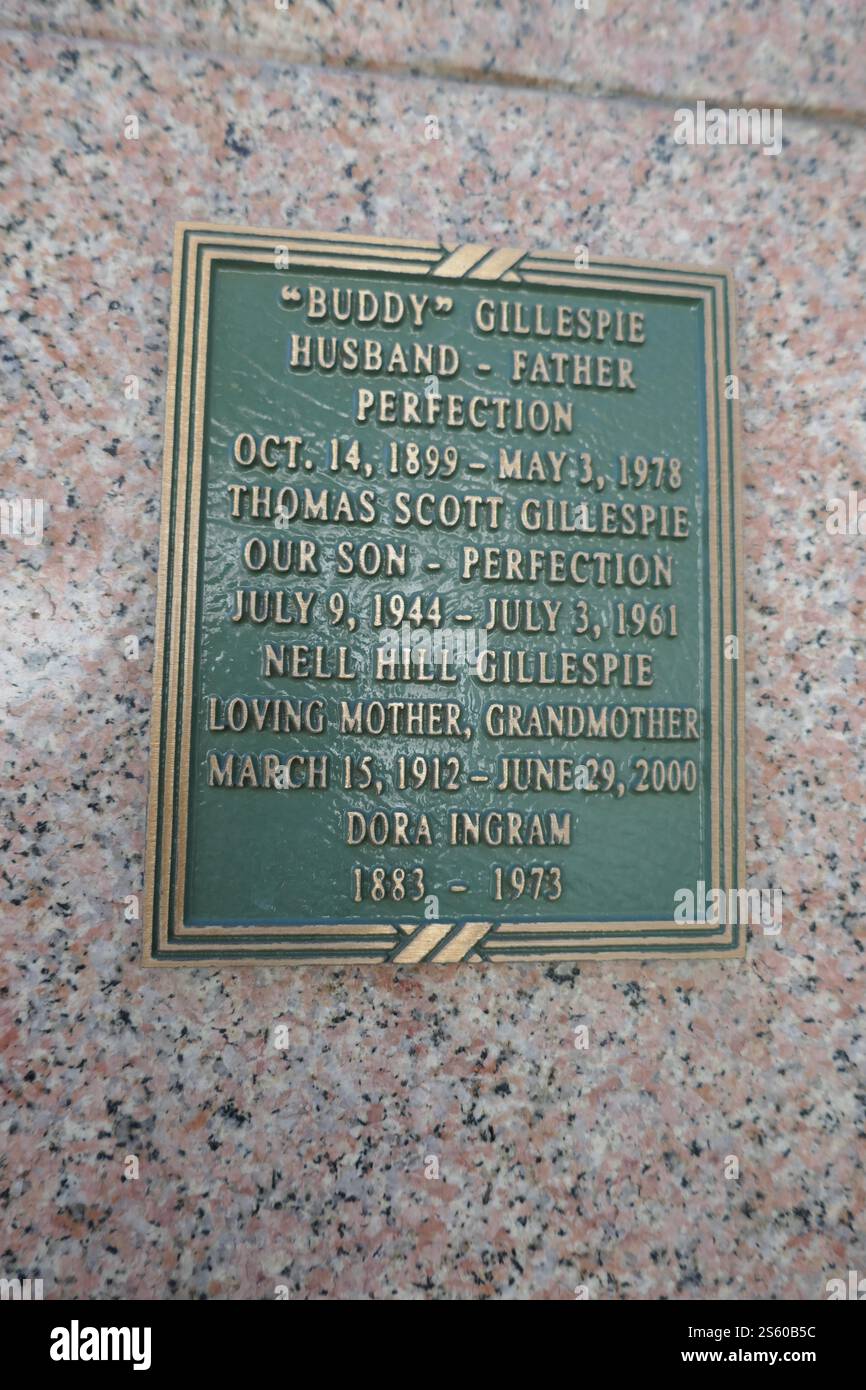 “BUDDY” GILLESPIE
HUSBAND - FATHER
PERFECTION
OCT. 14, 1899 – MAY 3, 1978
THOMAS SCOTT GILLESPIE
OUR SON - PERFECTION
JULY 9, 1944 – JULY 3, 1961
NELL HILL GILLESPIE
LOVING MOTHER, GRANDMOTHER
MARCH 15, 1912 – JUNE 29, 2000
DORA INGRAM
1883 - 1973
alamy
alamy
Image ID: 2S60B5C
www.alamy.com